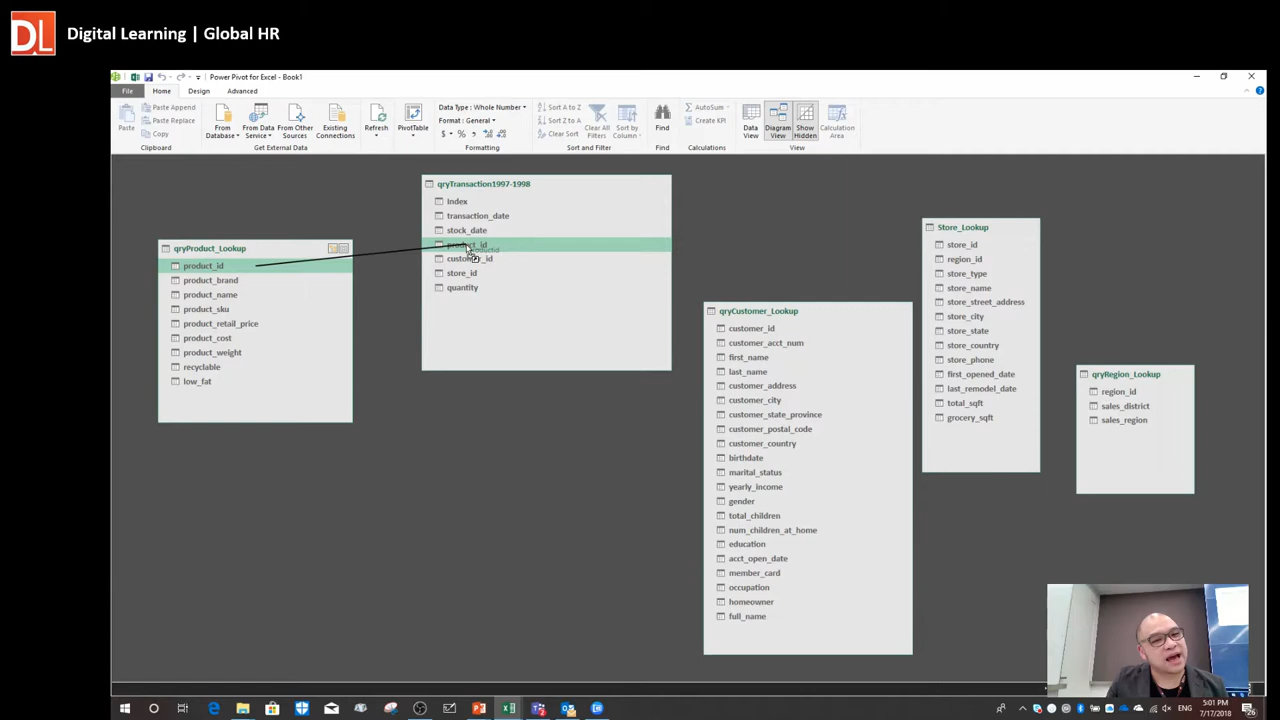 DL Digital Learning | Global HR
Power Pivot for Excel - Book1
File Home Design Advanced
Paste
Paste Append
Paste Replace
Copy
Clipboard
From Database
From Data Service
From Other Sources
Existing Connections
Get External Data
Refresh
PivotTable
Data Type : Whole Number
Format : General
$ % , .0 .00 .00 .0
Formatting
Sort A to Z
Sort Z to A
Clear Sort
Clear All Filters
Sort by Column
Sort and Filter
Find
Find
AutoSum
Create KPI
Calculations
Data View
Diagram View
Show Hidden
Calculation Area
View
qryProduct_Lookup
product_id
product_brand
product_name
product_sku
product_retail_price
product_cost
product_weight
recyclable
low_fat
qryTransaction1997-1998
Index
transaction_date
stock_date
product_id
customer_id
store_id
quantity
qryCustomer_Lookup
customer_id
customer_acct_num
first_name
last_name
customer_address
customer_city
customer_state_province
customer_postal_code
customer_country
birthdate
marital_status
yearly_income
gender
total_children
num_children_at_home
education
acct_open_date
member_card
occupation
homeowner
full_name
Store_Lookup
store_id
region_id
store_type
store_name
store_street_address
store_city
store_state
store_country
store_phone
first_opened_date
last_remodel_date
total_sqft
grocery_sqft
qryRegion_Lookup
region_id
sales_district
sales_region
ENG
5:01 PM
7/17/2018